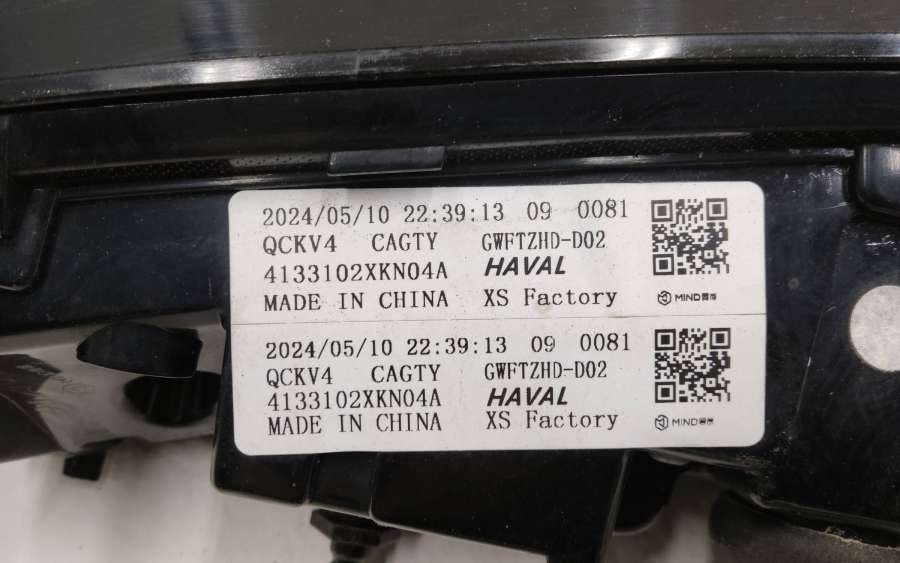 2024/05/10 22:39:13 09 0081
QCKV4 CAGTY GWFTZHD-D02
4133102XKN04A HAVAL
MADE IN CHINA XS Factory MIND
2024/05/10 22:39:13 09 0081
QCKV4 CAGTY GWFTZHD-D02
4133102XKN04A HAVAL
MADE IN CHINA XS Factory MIND